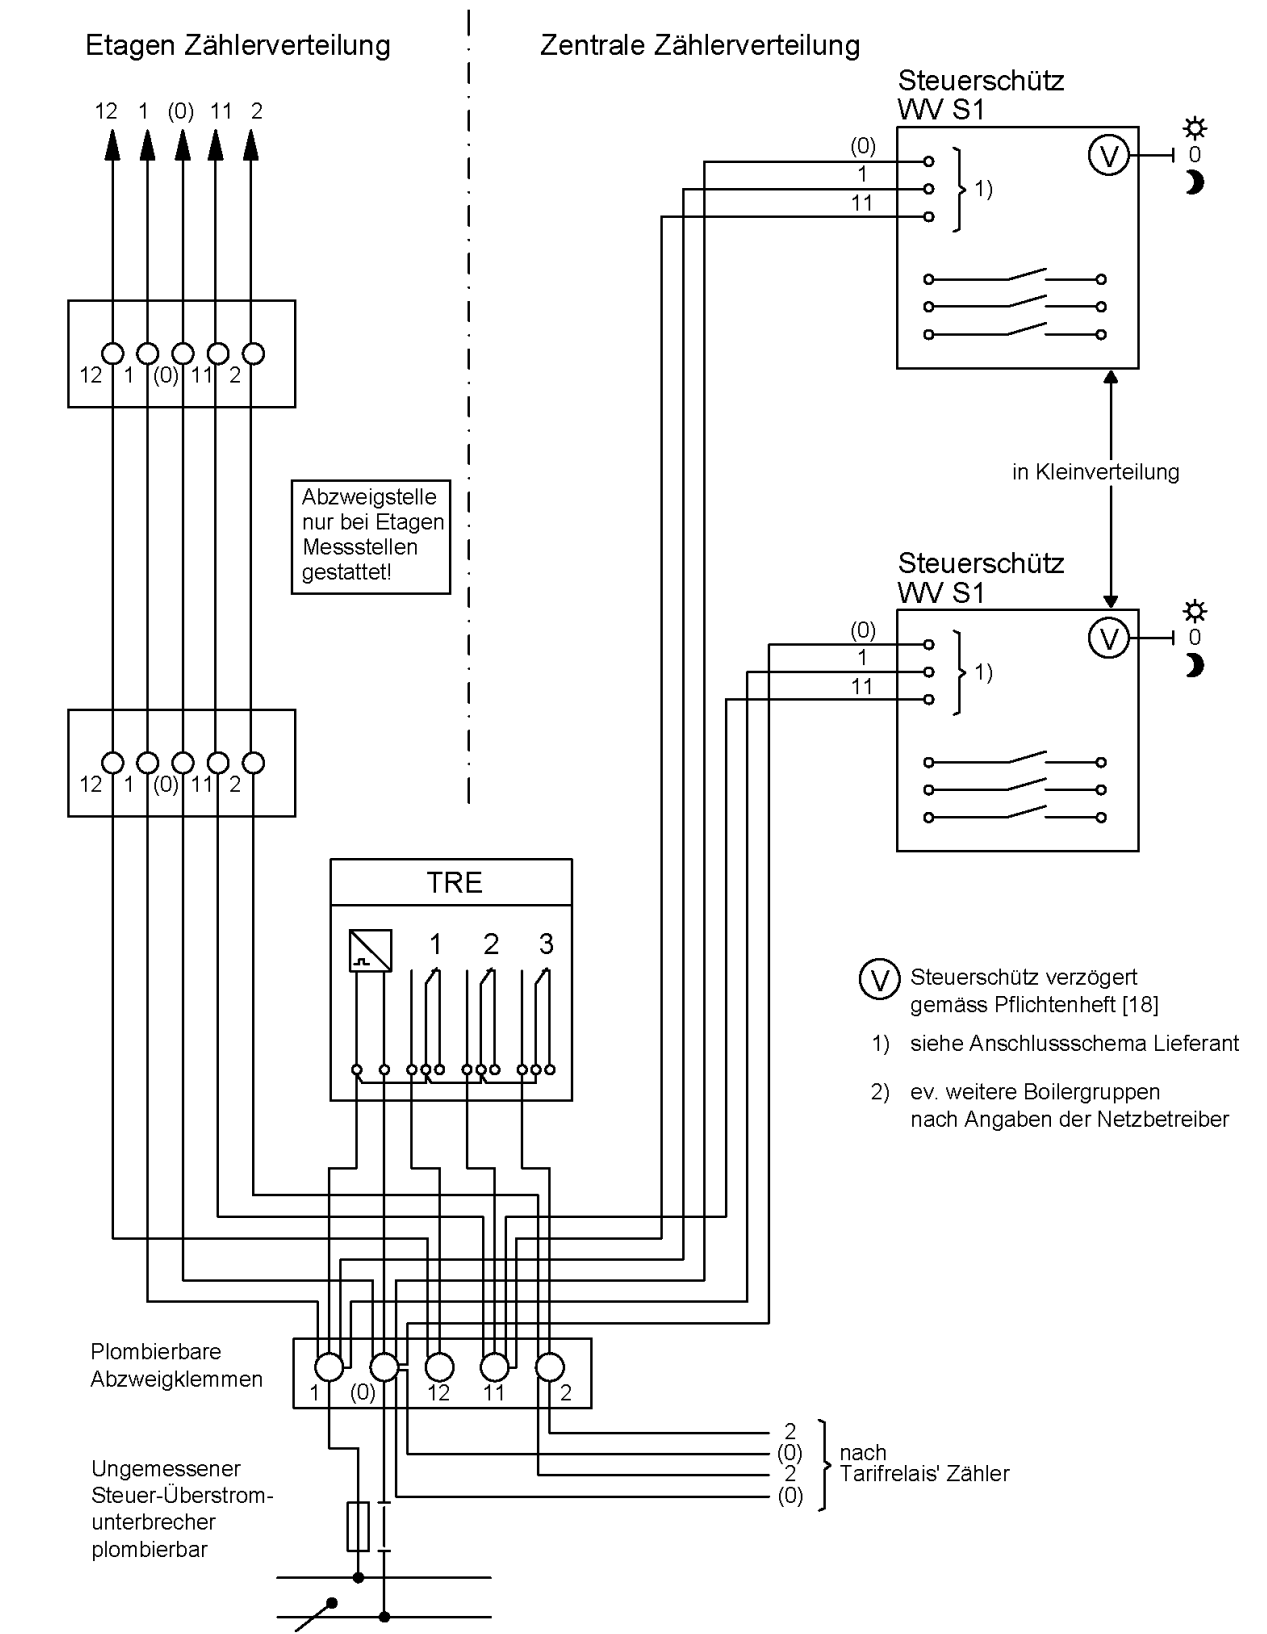 Etagen Zählerverteilung
Zentrale Zählerverteilung
12 1 (0) 11 2
Steuerschütz
WV S1
(0)
1
11
1)
V
0
12 1 (0) 11 2
in Kleinverteilung
Abzweigstelle
nur bei Etagen
Messstellen
gestattet!
Steuerschütz
WV S1
(0)
1
11
1)
V
0
12 1 (0) 11 2
TRE
1 2 3
V Steuerschütz verzögert
gemäss Pflichtenheft [18]
1) siehe Anschlussschema Lieferant
2) ev. weitere Boilergruppen
nach Angaben der Netzbetreiber
Plombierbare
Abzweigklemmen
1 (0) 12 11 2
2
(0)
2
(0)
nach
Tarifrelais' Zähler
Ungemessener
Steuer-Überstrom-
unterbrecher
plombierbar